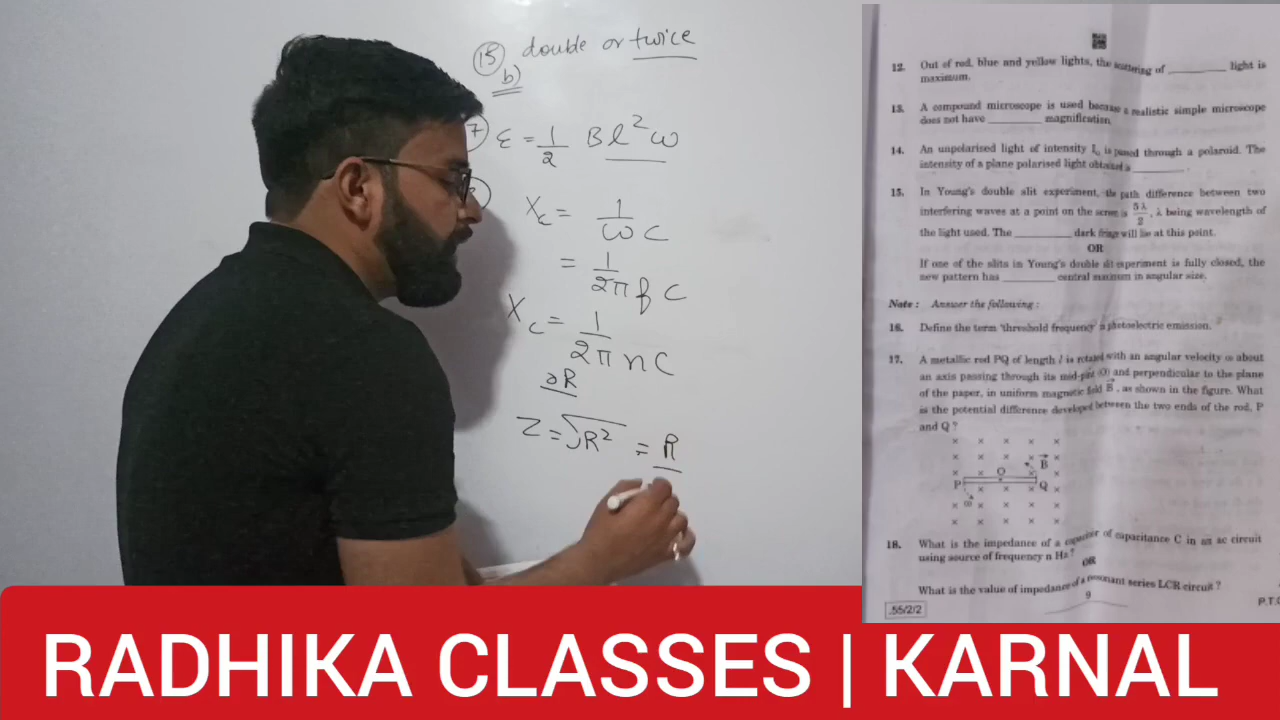 15 double or twice
b)
7) ε = 1/2 Bl²ω
X_C = 1/ωC
= 1/2πfC
X_C = 1/2πnC
OR
Z = √R² = R
12. Out of red, blue and yellow lights, the scattering of ________ light is
maximum.
13. A compound microscope is used because a realistic simple microscope
does not have ________ magnification.
14. An unpolarised light of intensity I₀ is passed through a polaroid. The
intensity of a plane polarised light obtained is ________ .
15. In Young's double slit experiment, the path difference between two
interfering waves at a point on the screen is 5λ/2, λ being wavelength of
the light used. The ________ dark fringe will lie at this point.
OR
If one of the slits in Young's double slit experiment is fully closed, the
new pattern has ________ central maximum in angular size.
Note : Answer the following :
16. Define the term 'threshold frequency' in photoelectric emission.
17. A metallic rod PQ of length l is rotated with an angular velocity ω about
an axis passing through its mid-point (O) and perpendicular to the plane
of the paper, in uniform magnetic field B⃗, as shown in the figure. What
is the potential difference developed between the two ends of the rod, P
and Q ?
× × × × ×
× × × × × B⃗
× × O × ×
P Q ×
× ω × × ×
× × × × ×
18. What is the impedance of a capacitor of capacitance C in an ac circuit
using source of frequency n Hz ?
OR
What is the value of impedance of a resonant series LCR circuit ?
.55/2/2
9
P.T.O
RADHIKA CLASSES | KARNAL